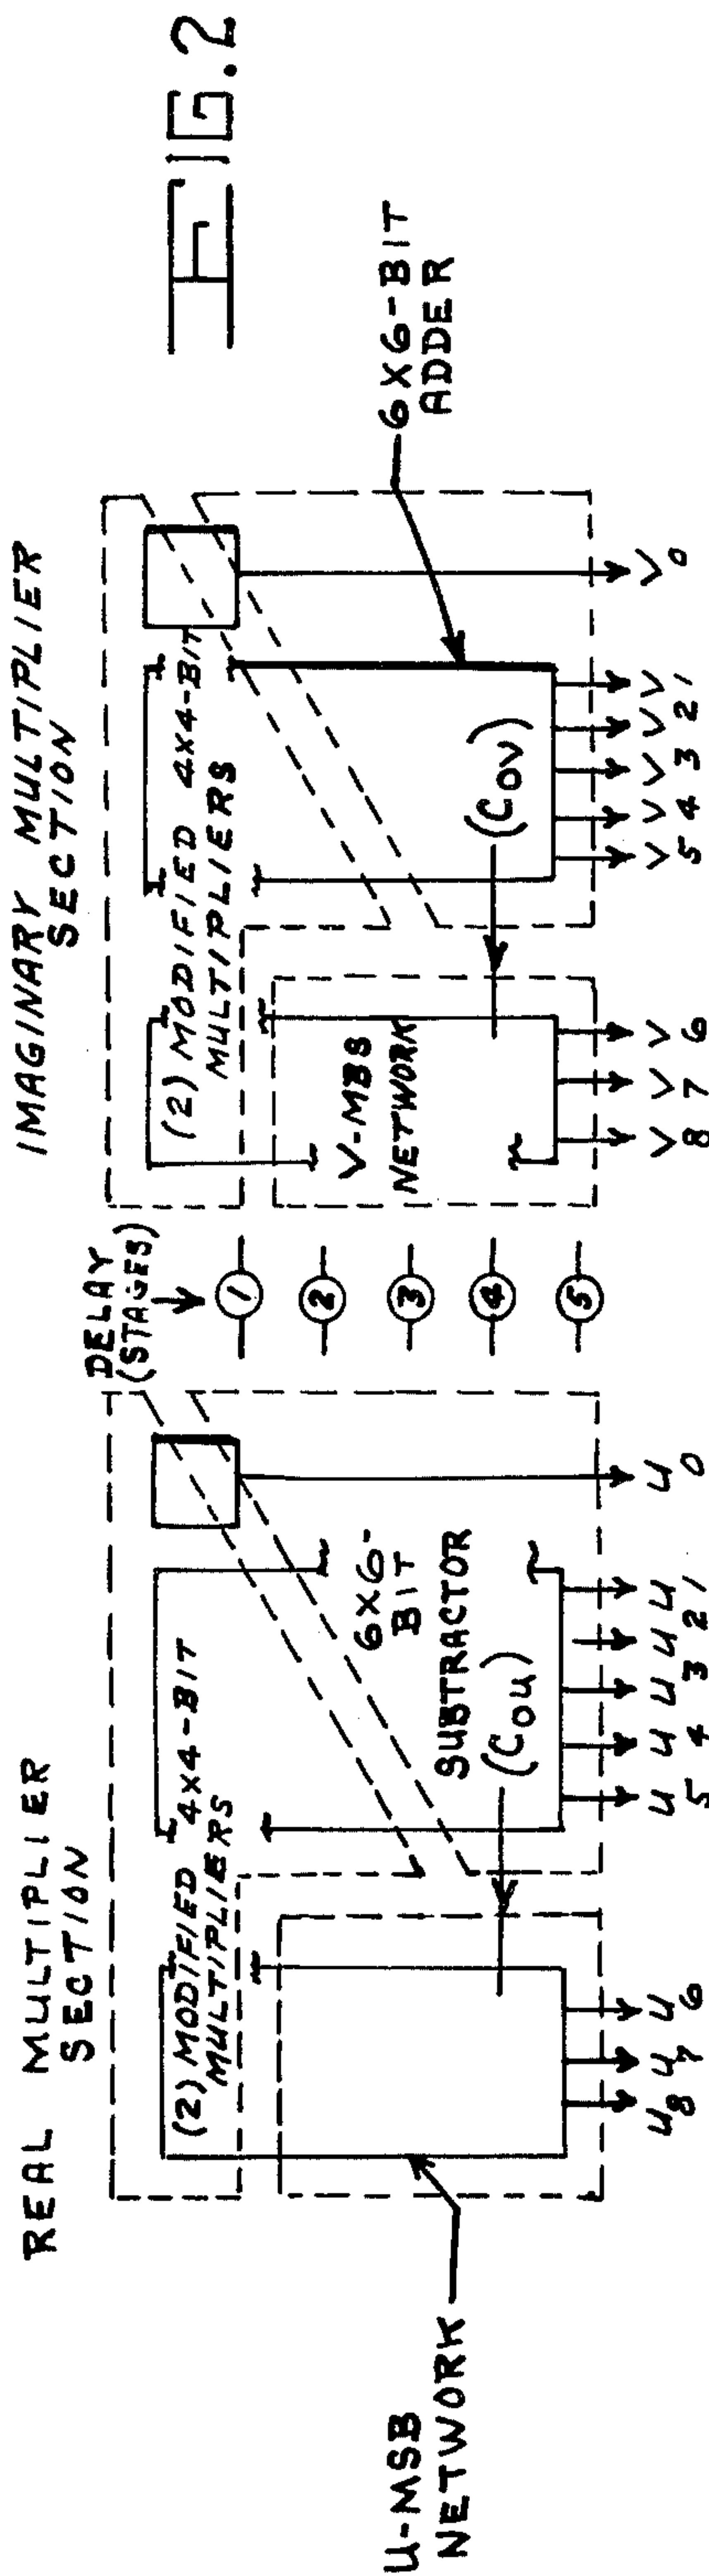 FIG.2
REAL MULTIPLIER
SECTION
IMAGINARY MULTIPLIER
SECTION
DELAY
(STAGES)
(2) MODIFIED 4X4-BIT
MULTIPLIERS
(2) MODIFIED 4X4-BIT
MULTIPLIERS
1
2
3
4
5
6X6-
BIT
SUBTRACTOR
(COU)
V-MBS
NETWORK
(COV)
6X6-BIT
ADDER
U-MSB
NETWORK
U8 U7 U6 U5 U4 U3 U2 U1 U0
V8 V7 V6 V5 V4 V3 V2 V1 V0